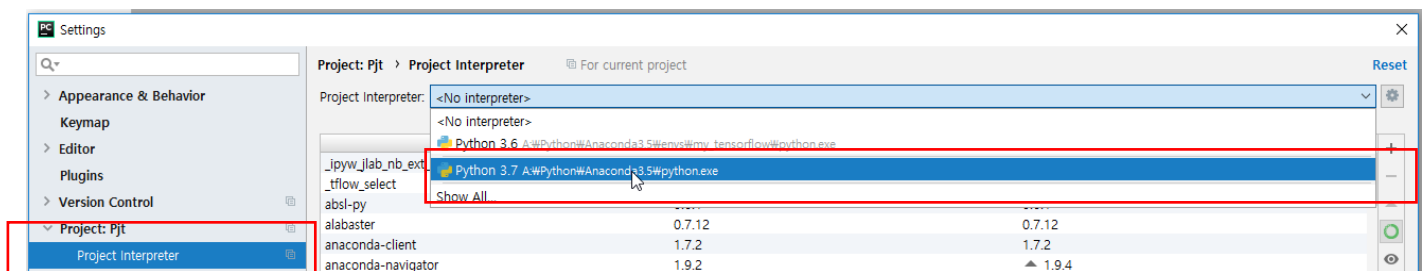 PC Settings
Project: Pjt › Project Interpreter For current project Reset
> Appearance & Behavior
Keymap
> Editor
Plugins
> Version Control
Project: Pjt
Project Interpreter
Project Interpreter: <No interpreter>
<No interpreter>
Python 3.6 A:₩Python₩Anaconda3.5₩envs₩my_tensorflow₩python.exe
Python 3.7 A:₩Python₩Anaconda3.5₩python.exe
Show All...
_ipyw_jlab_nb_ext
_tflow_select
absl-py
alabaster 0.7.12 0.7.12
anaconda-client 1.7.2 1.7.2
anaconda-navigator 1.9.2 1.9.4